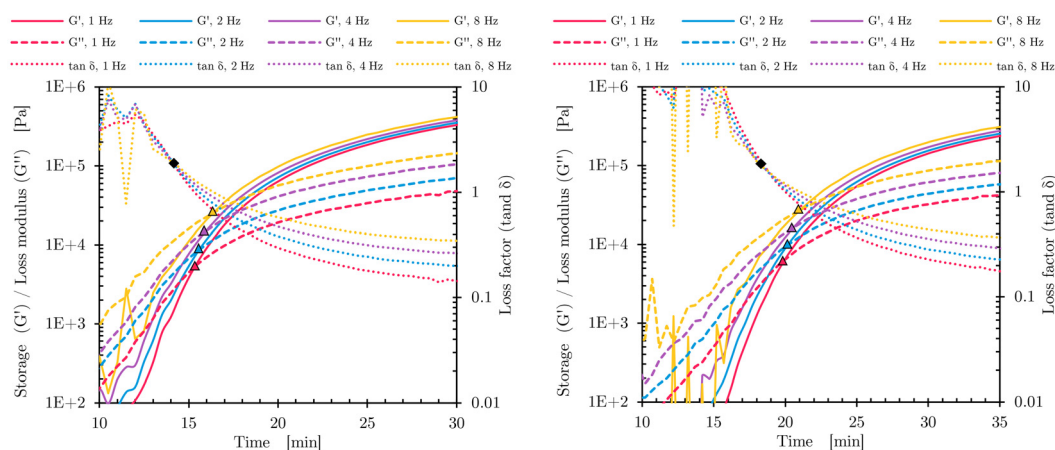 G', 1 Hz G', 2 Hz G', 4 Hz G', 8 Hz
G'', 1 Hz G'', 2 Hz G'', 4 Hz G'', 8 Hz
tan δ, 1 Hz tan δ, 2 Hz tan δ, 4 Hz tan δ, 8 Hz
Storage (G') / Loss modulus (G'') [Pa]
1E+6
1E+5
1E+4
1E+3
1E+2
10
1
0.1
0.01
Loss factor (tand δ)
10 15 20 25 30
Time [min]
G', 1 Hz G', 2 Hz G', 4 Hz G', 8 Hz
G'', 1 Hz G'', 2 Hz G'', 4 Hz G'', 8 Hz
tan δ, 1 Hz tan δ, 2 Hz tan δ, 4 Hz tan δ, 8 Hz
Storage (G') / Loss modulus (G'') [Pa]
1E+6
1E+5
1E+4
1E+3
1E+2
10
1
0.1
0.01
Loss factor (tand δ)
10 15 20 25 30 35
Time [min]